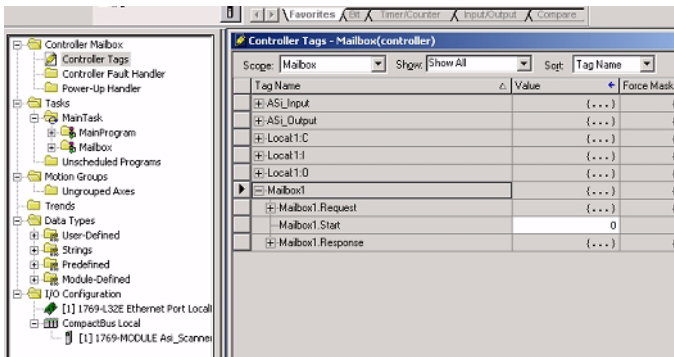 Favorites Bit Timer/Counter Input/Output Compare
Controller Mailbox
Controller Tags
Controller Fault Handler
Power-Up Handler
Tasks
MainTask
MainProgram
Mailbox
Unscheduled Programs
Motion Groups
Ungrouped Axes
Trends
Data Types
User-Defined
Strings
Predefined
Module-Defined
I/O Configuration
[1] 1769-L32E Ethernet Port Locall
CompactBus Local
[1] 1769-MODULE Asi_Scanner
Controller Tags - Mailbox(controller)
Scope: Mailbox Show: Show All Sort: Tag Name
Tag Name Value Force Mask
ASi_Input {...}
ASi_Output {...}
Local:1:C {...}
Local:1:I {...}
Local:1:O {...}
Mailbox1 {...}
Mailbox1.Request {...}
Mailbox1.Start 0
Mailbox1.Response {...}